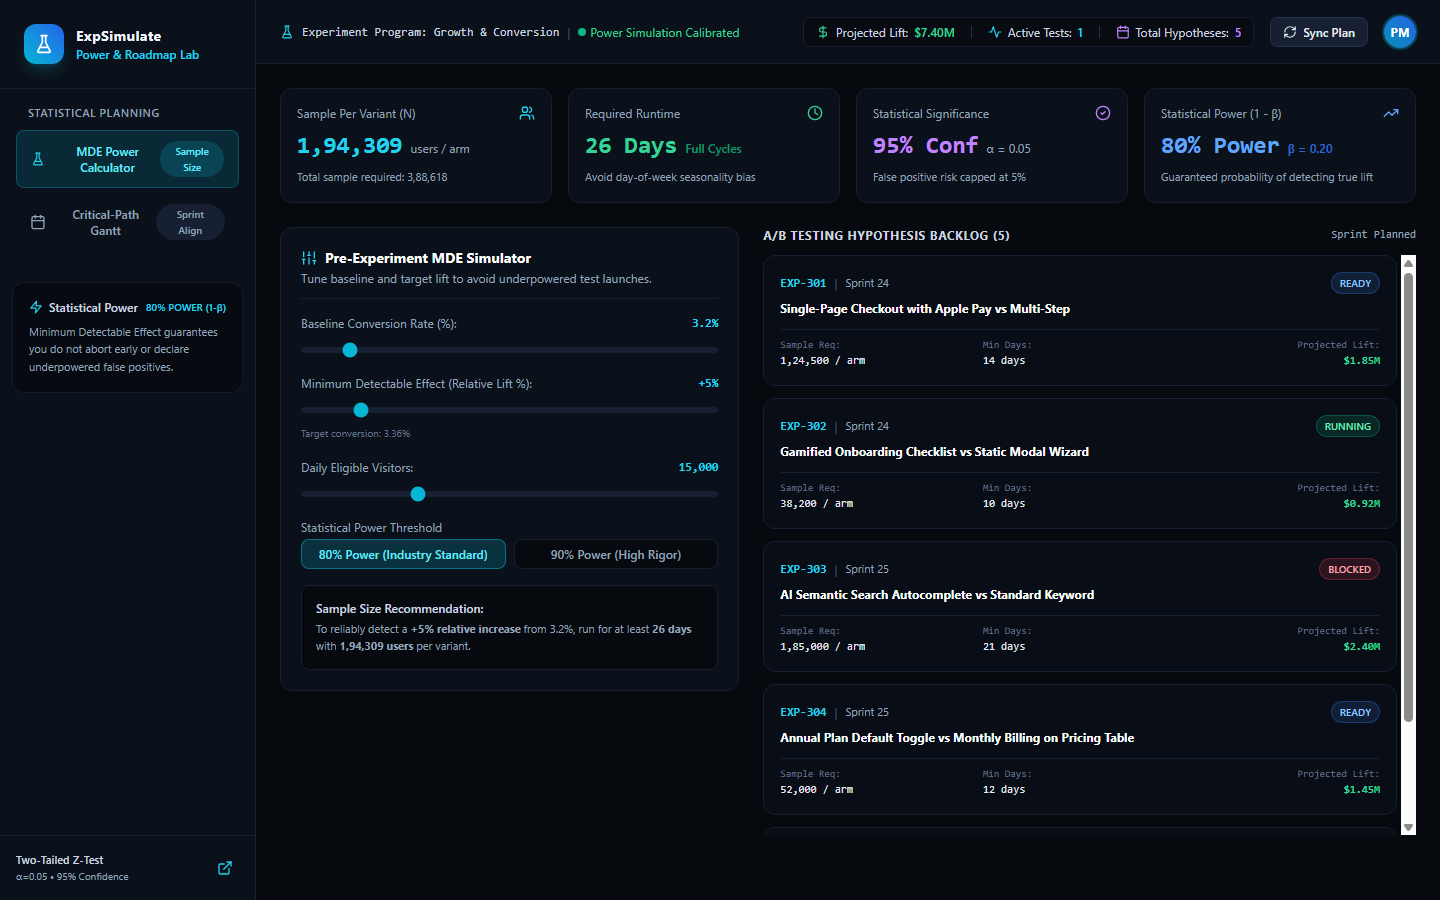 ExpSimulate
Power & Roadmap Lab
STATISTICAL PLANNING
MDE Power
Calculator
Sample
Size
Critical-Path
Gantt
Sprint
Align
Statistical Power 80% POWER (1-β)
Minimum Detectable Effect guarantees
you do not abort early or declare
underpowered false positives.
Two-Tailed Z-Test
α=0.05 • 95% Confidence
Experiment Program: Growth & Conversion | Power Simulation Calibrated
Projected Lift: $7.40M
Active Tests: 1
Total Hypotheses: 5
Sync Plan
PM
Sample Per Variant (N)
1,94,309 users / arm
Total sample required: 3,88,618
Required Runtime
26 Days Full Cycles
Avoid day-of-week seasonality bias
Statistical Significance
95% Conf α = 0.05
False positive risk capped at 5%
Statistical Power (1 - β)
80% Power β = 0.20
Guaranteed probability of detecting true lift
Pre-Experiment MDE Simulator
Tune baseline and target lift to avoid underpowered test launches.
Baseline Conversion Rate (%): 3.2%
Minimum Detectable Effect (Relative Lift %): +5%
Target conversion: 3.36%
Daily Eligible Visitors: 15,000
Statistical Power Threshold
80% Power (Industry Standard)
90% Power (High Rigor)
Sample Size Recommendation:
To reliably detect a +5% relative increase from 3.2%, run for at least 26 days
with 1,94,309 users per variant.
A/B TESTING HYPOTHESIS BACKLOG (5)
Sprint Planned
EXP-301 | Sprint 24
READY
Single-Page Checkout with Apple Pay vs Multi-Step
Sample Req: Min Days: Projected Lift:
1,24,500 / arm 14 days $1.85M
EXP-302 | Sprint 24
RUNNING
Gamified Onboarding Checklist vs Static Modal Wizard
Sample Req: Min Days: Projected Lift:
38,200 / arm 10 days $0.92M
EXP-303 | Sprint 25
BLOCKED
AI Semantic Search Autocomplete vs Standard Keyword
Sample Req: Min Days: Projected Lift:
1,85,000 / arm 21 days $2.40M
EXP-304 | Sprint 25
READY
Annual Plan Default Toggle vs Monthly Billing on Pricing Table
Sample Req: Min Days: Projected Lift:
52,000 / arm 12 days $1.45M